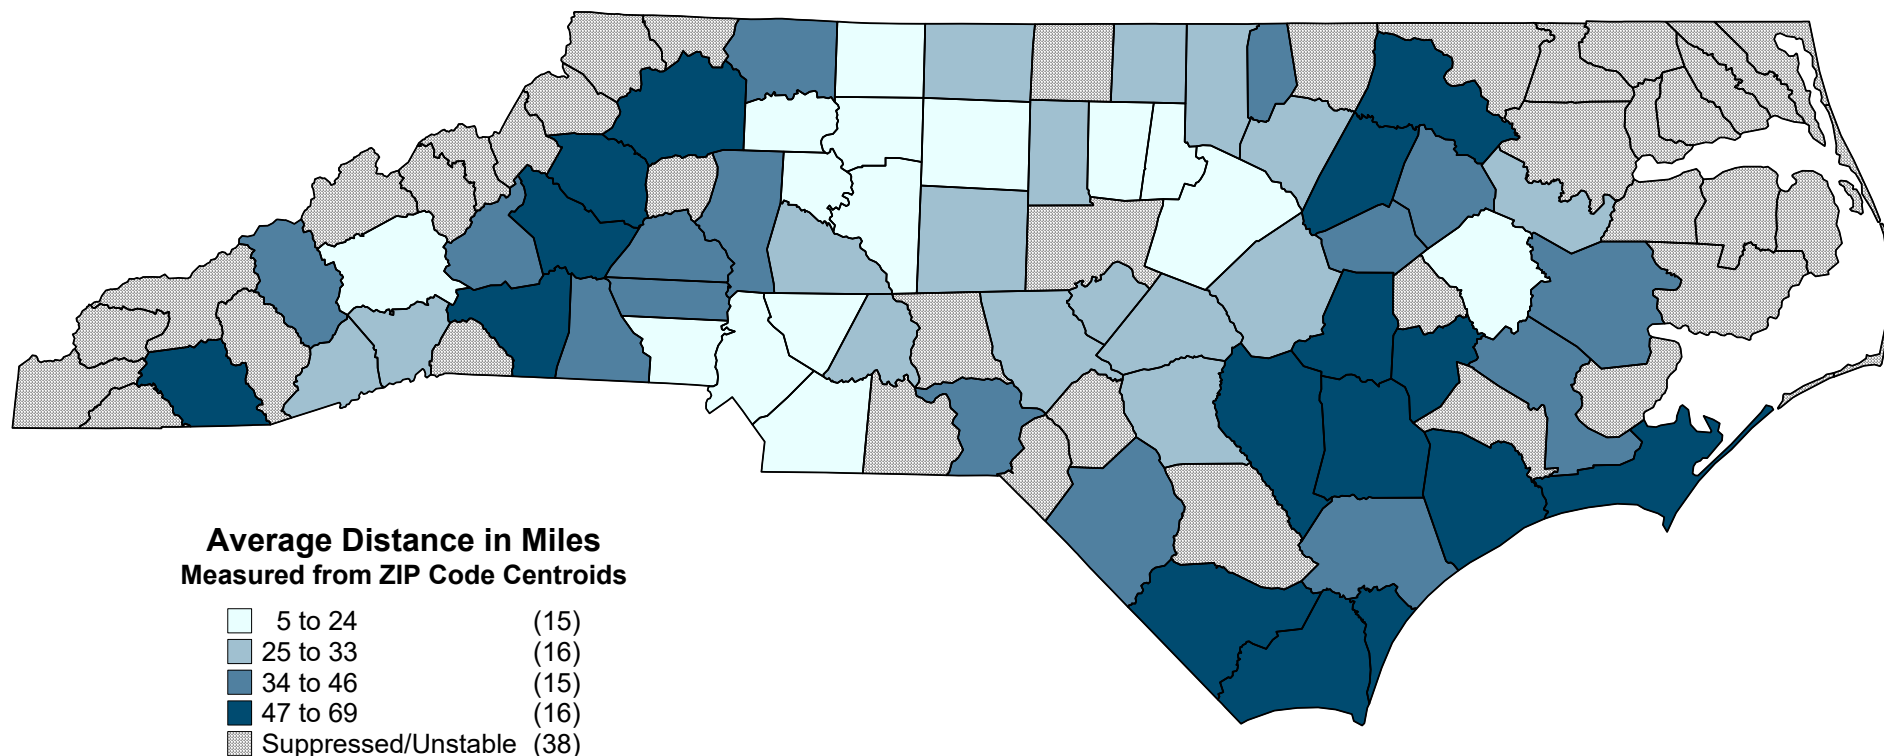 Average Distance in Miles
Measured from ZIP Code Centroids
5 to 24 (15)
25 to 33 (16)
34 to 46 (15)
47 to 69 (16)
Suppressed/Unstable (38)